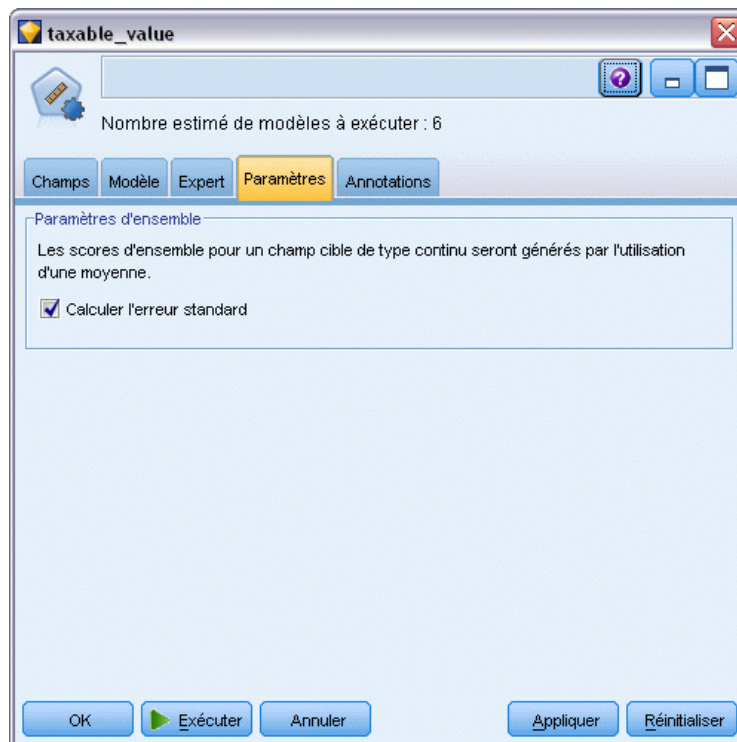 taxable_value
Nombre estimé de modèles à exécuter : 6
Champs Modèle Expert Paramètres Annotations
Paramètres d'ensemble
Les scores d'ensemble pour un champ cible de type continu seront générés par l'utilisation
d'une moyenne.
Calculer l'erreur standard
OK Exécuter Annuler Appliquer Réinitialiser